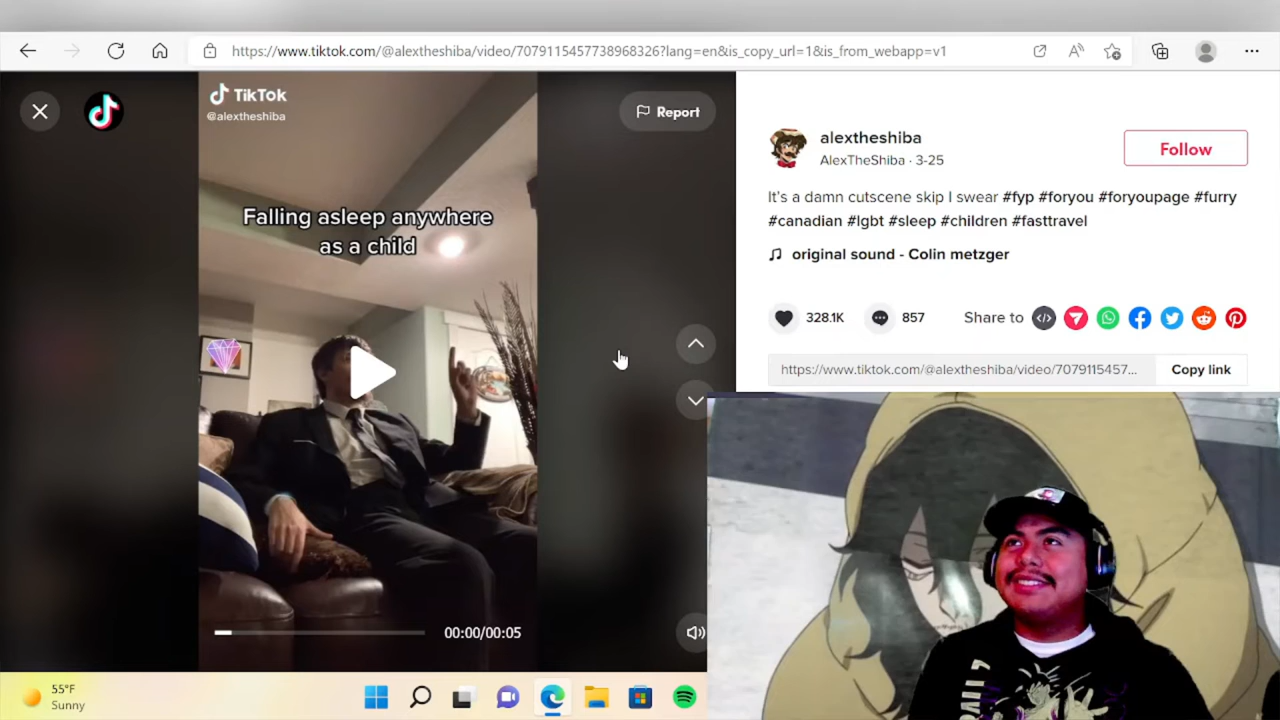 https://www.tiktok.com/@alextheshiba/video/7079115457738968326?lang=en&is_copy_url=1&is_from_webapp=v1
TikTok
@alextheshiba
Report
Falling asleep anywhere
as a child
00:00/00:05
alextheshiba
AlexTheShiba · 3-25
Follow
It's a damn cutscene skip I swear #fyp #foryou #foryoupage #furry
#canadian #lgbt #sleep #children #fasttravel
original sound - Colin metzger
328.1K
857
Share to
https://www.tiktok.com/@alextheshiba/video/7079115457...
Copy link
55°F
Sunny